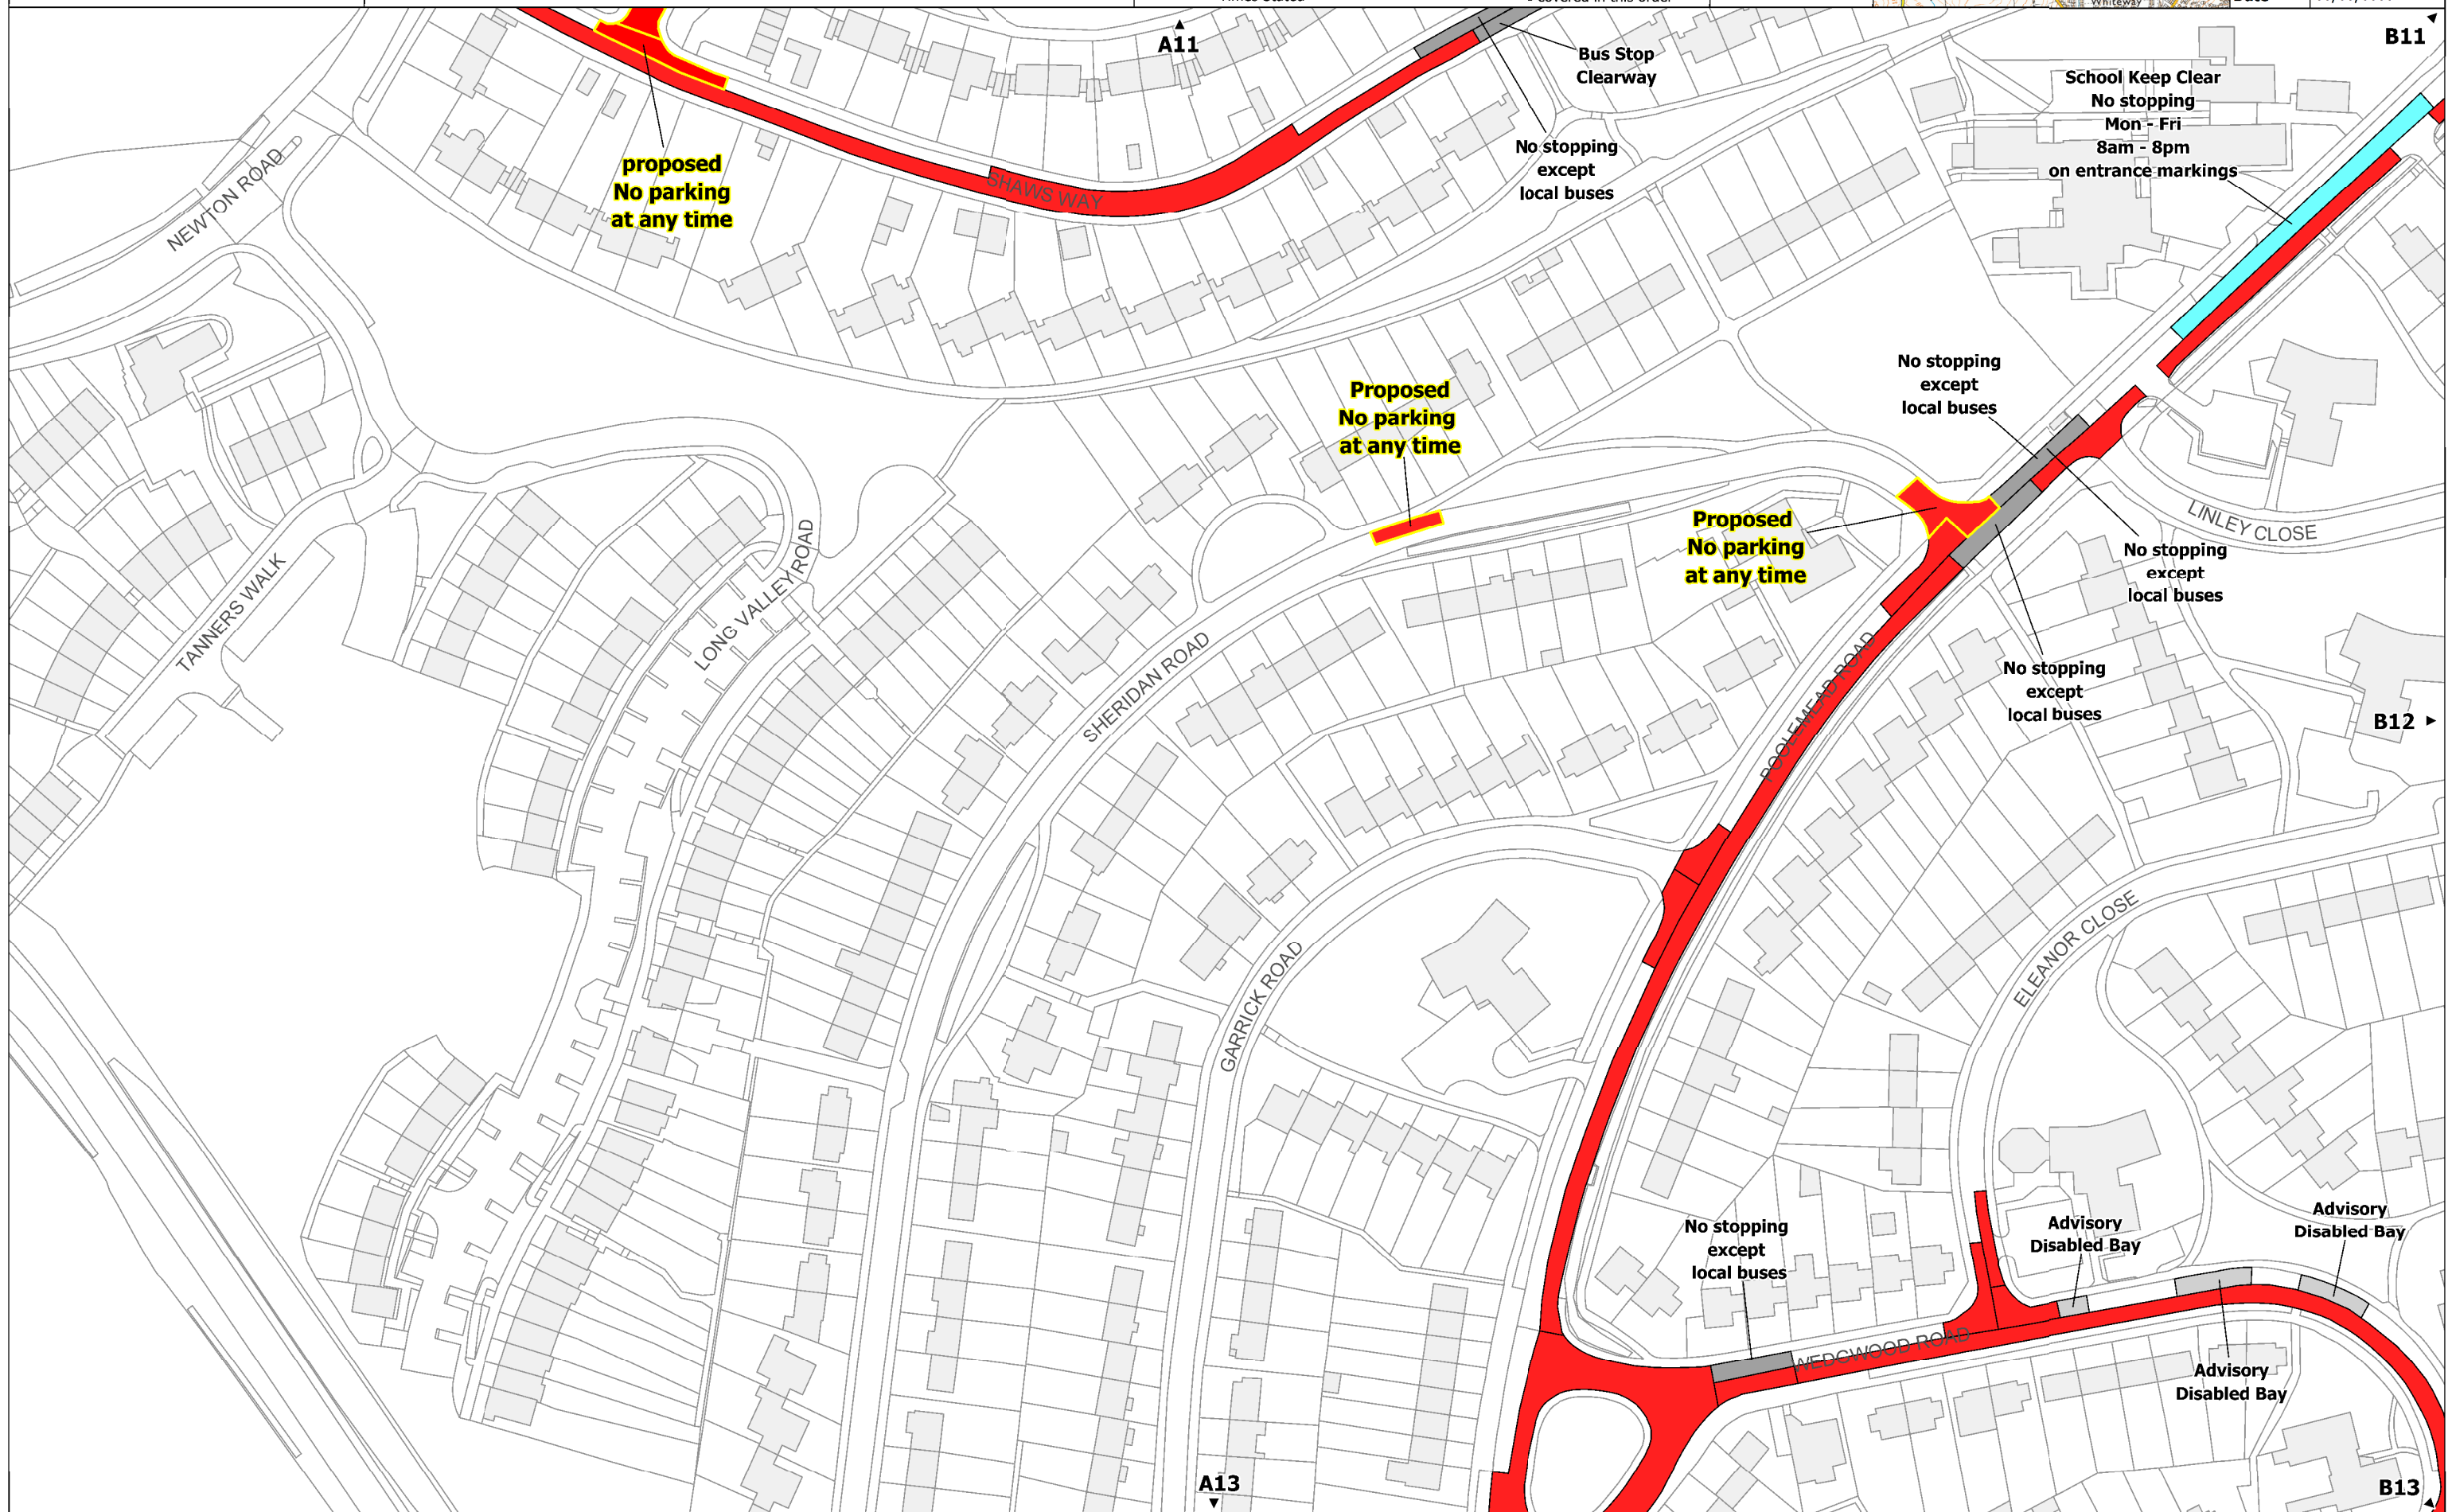 Whiteway
A11
B11
Bus Stop
Clearway
School Keep Clear
No stopping
Mon - Fri
8am - 8pm
on entrance markings
No stopping
except
local buses
proposed
No parking
at any time
NEWTON ROAD
SHAWS WAY
No stopping
except
local buses
Proposed
No parking
at any time
Proposed
No parking
at any time
LINLEY CLOSE
No stopping
except
local buses
TANNERS WALK
LONG VALLEY ROAD
SHERIDAN ROAD
POOLEMEAD ROAD
No stopping
except
local buses
B12
GARRICK ROAD
ELEANOR CLOSE
No stopping
except
local buses
Advisory
Disabled Bay
Advisory
Disabled Bay
WEDGWOOD ROAD
Advisory
Disabled Bay
A13
B13